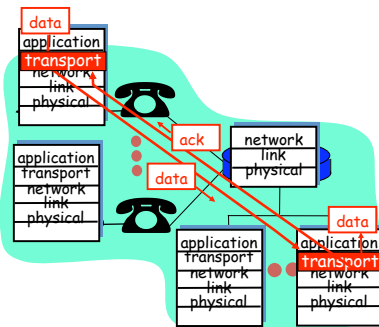 data
application
transport
network
link
physical
ack
network
link
physical
application
transport
network
link
physical
data
data
application
transport
network
link
physical
application
transport
network
link
physical